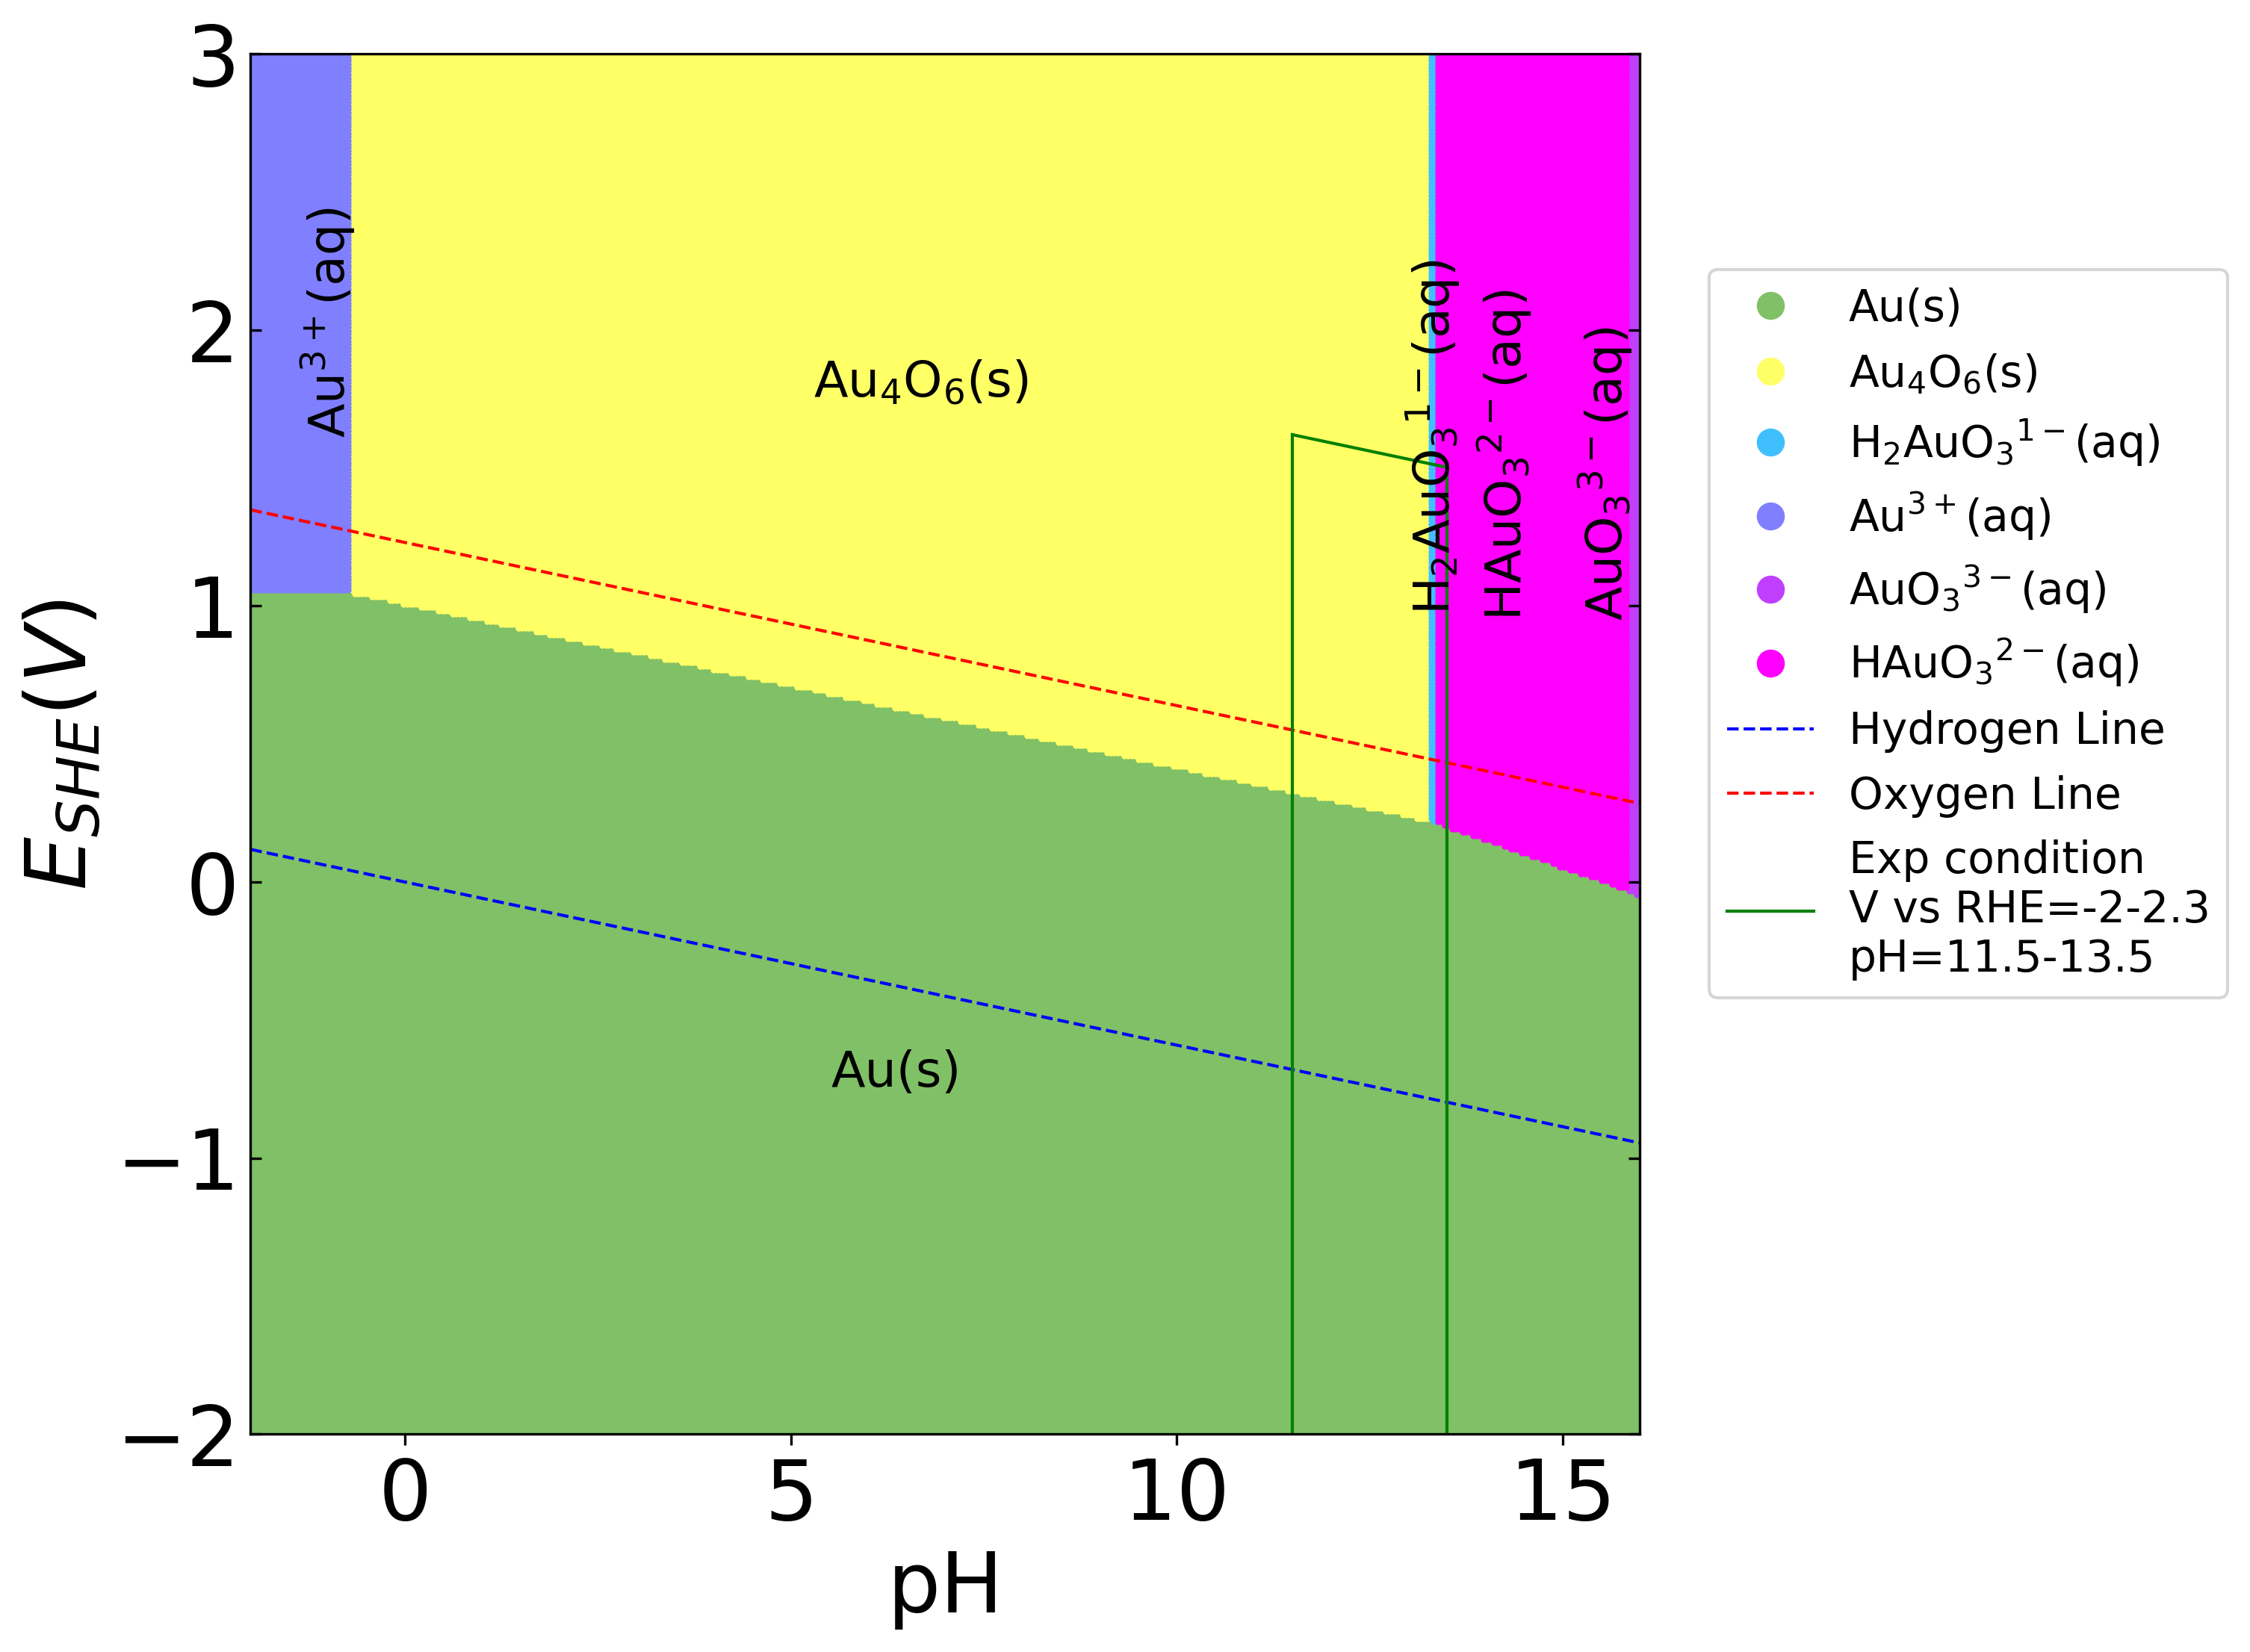 3
2
1
0
−1
−2
E_SHE(V)
0
5
10
15
pH
Au³⁺(aq)
Au₄O₆(s)
H₂AuO₃¹⁻(aq)
HAuO₃²⁻(aq)
AuO₃³⁻(aq)
Au(s)
Au(s)
Au₄O₆(s)
H₂AuO₃¹⁻(aq)
Au³⁺(aq)
AuO₃³⁻(aq)
HAuO₃²⁻(aq)
Hydrogen Line
Oxygen Line
Exp condition
V vs RHE=-2-2.3
pH=11.5-13.5